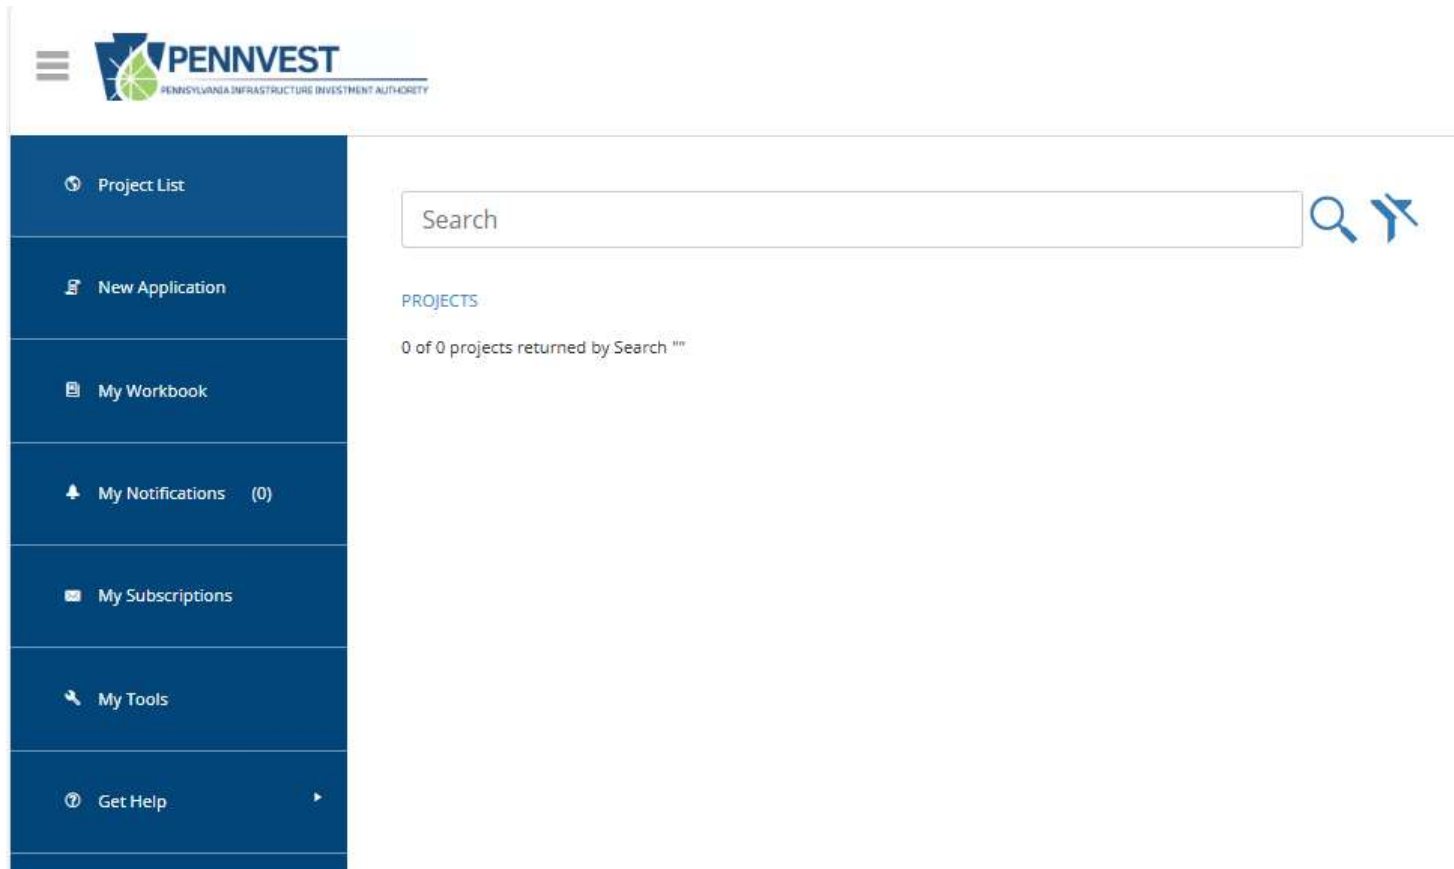 PENNVEST
PENNSYLVANIA INFRASTRUCTURE INVESTMENT AUTHORITY
Project List
New Application
My Workbook
My Notifications (0)
My Subscriptions
My Tools
Get Help
Search
PROJECTS
0 of 0 projects returned by Search ""